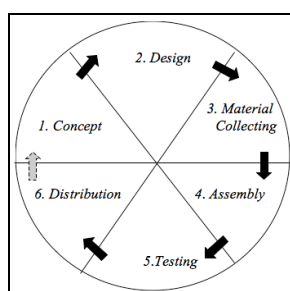 1. Concept
2. Design
3. Material
Collecting
4. Assembly
5.Testing
6. Distribution